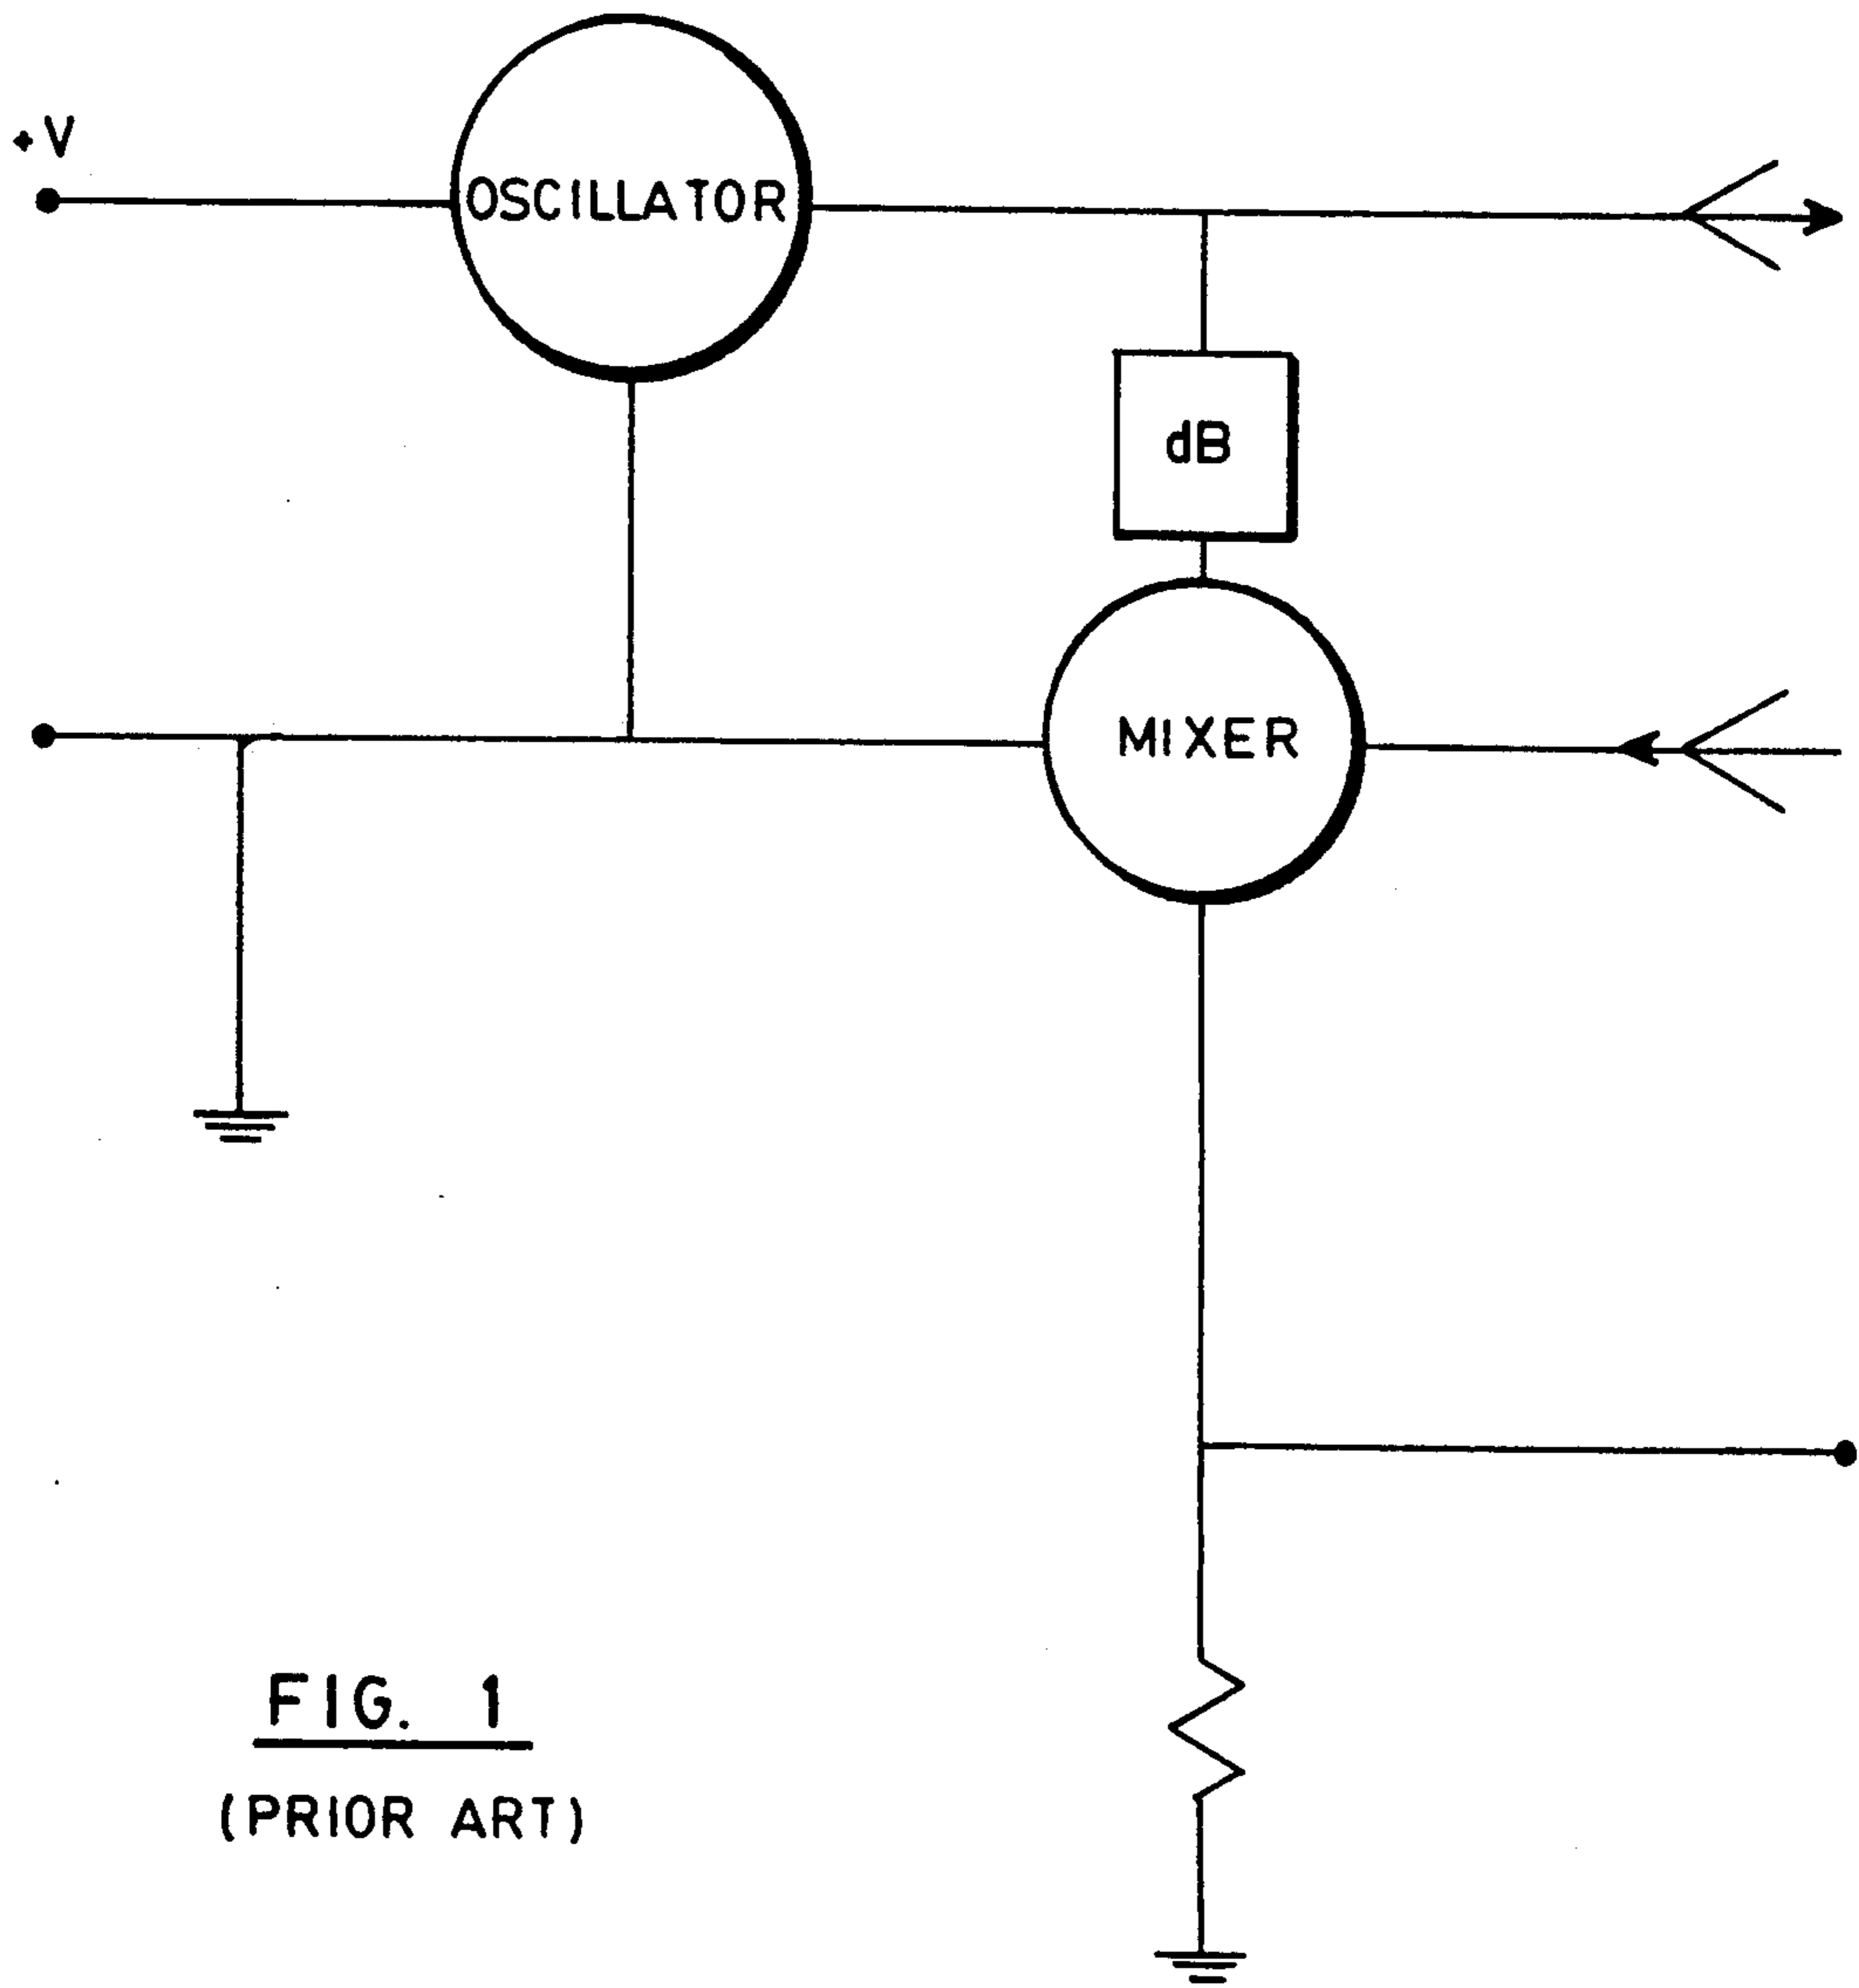 +V
OSCILLATOR
dB
MIXER
FIG. 1
(PRIOR ART)